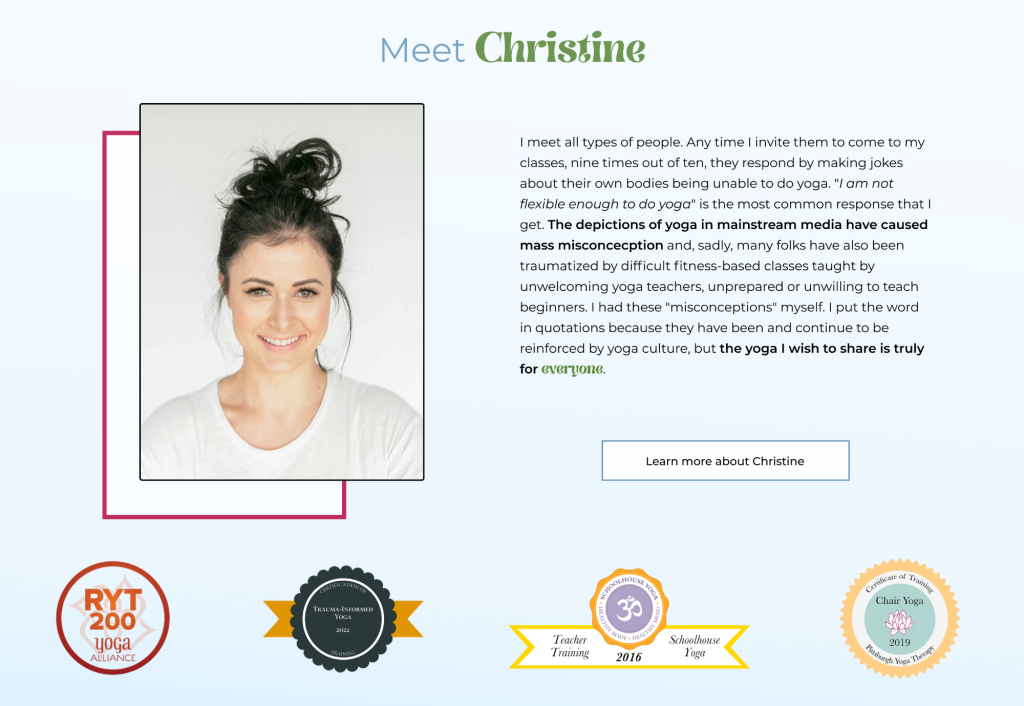 Meet Christine
I meet all types of people. Any time I invite them to come to my
classes, nine times out of ten, they respond by making jokes
about their own bodies being unable to do yoga. "I am not
flexible enough to do yoga" is the most common response that I
get. The depictions of yoga in mainstream media have caused
mass misconcecption and, sadly, many folks have also been
traumatized by difficult fitness-based classes taught by
unwelcoming yoga teachers, unprepared or unwilling to teach
beginners. I had these "misconceptions" myself. I put the word
in quotations because they have been and continue to be
reinforced by yoga culture, but the yoga I wish to share is truly
for everyone.
Learn more about Christine
RYT
200
yoga
ALLIANCE
CERTIFICATION OF
TRAUMA-INFORMED
YOGA
2022
TRAINING
SCHOOLHOUSE YOGA
ॐ
HEALTHY BODY • HEALTHY MIND
Teacher
Training
2016
Schoolhouse
Yoga
Certificate of Training
Chair Yoga
2019
Pittsburgh Yoga Therapy